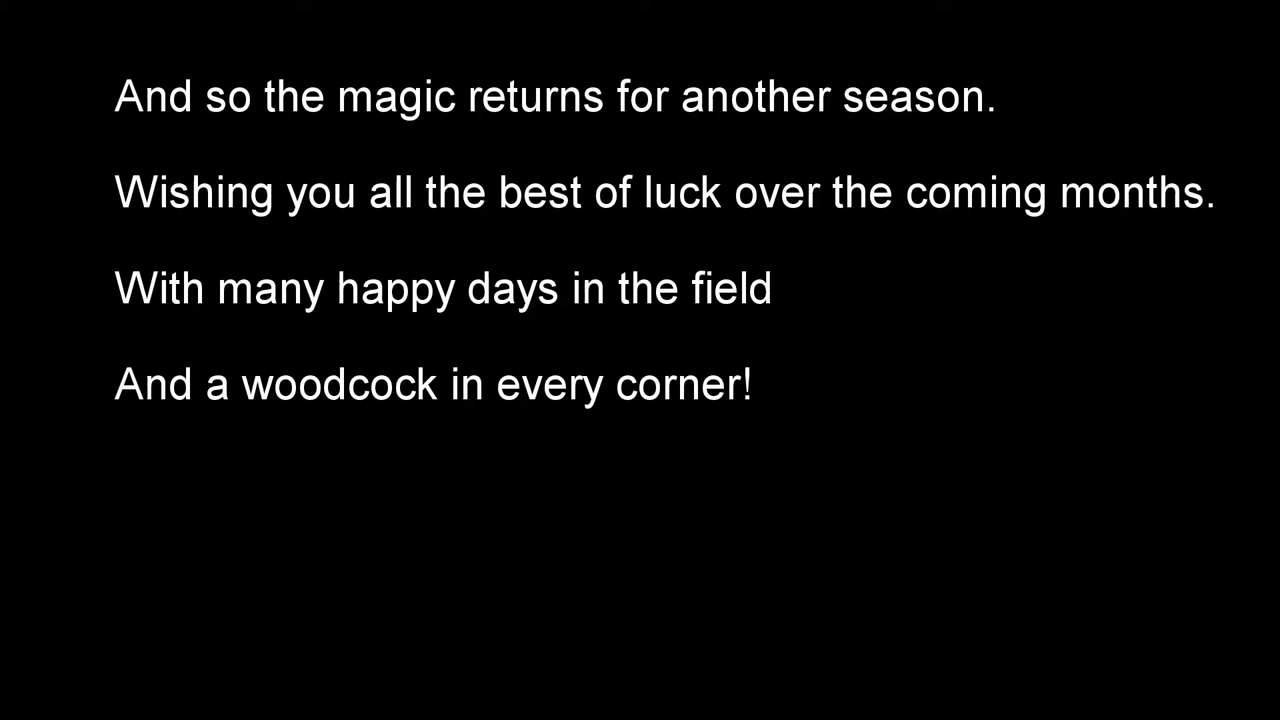 And so the magic returns for another season.
Wishing you all the best of luck over the coming months.
With many happy days in the field
And a woodcock in every corner!